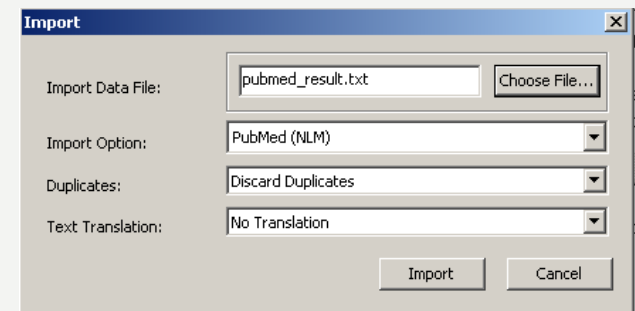 Import
Import Data File: pubmed_result.txt Choose File...
Import Option: PubMed (NLM)
Duplicates: Discard Duplicates
Text Translation: No Translation
Import Cancel